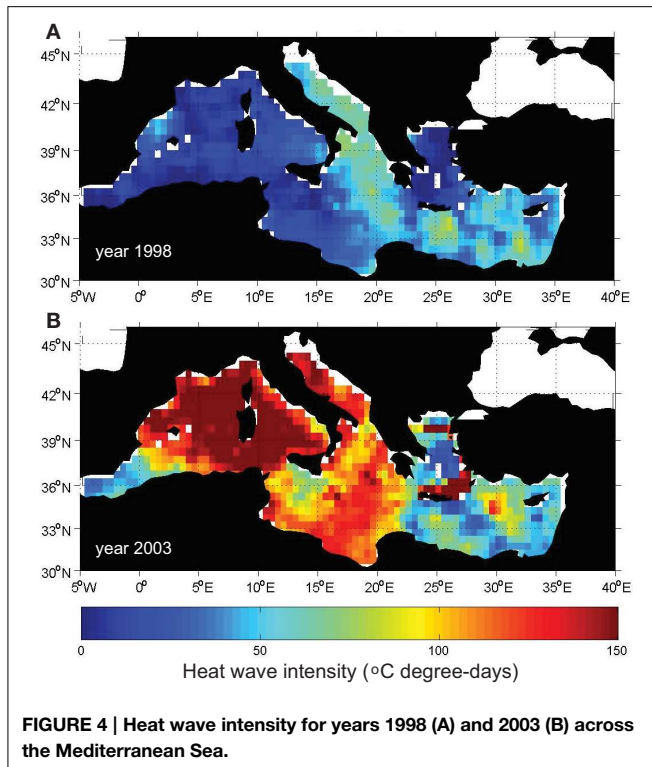 A
45°N
42°N
39°N
36°N
33°N
30°N
year 1998
5°W 0° 5°E 10°E 15°E 20°E 25°E 30°E 35°E 40°E
B
45°N
42°N
39°N
36°N
33°N
30°N
year 2003
5°W 0° 5°E 10°E 15°E 20°E 25°E 30°E 35°E 40°E
0 50 100 150
Heat wave intensity (°C degree-days)
FIGURE 4 | Heat wave intensity for years 1998 (A) and 2003 (B) across
the Mediterranean Sea.